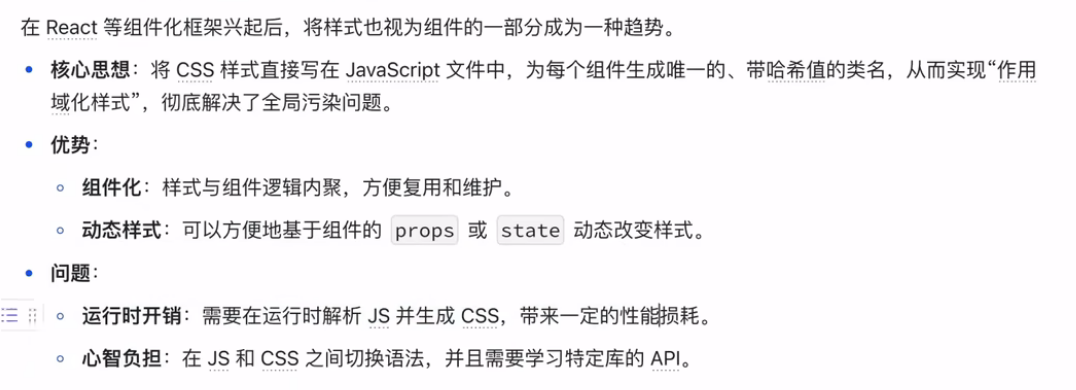 在 React 等组件化框架兴起后，将样式也视为组件的一部分成为一种趋势。
核心思想：将 CSS 样式直接写在 JavaScript 文件中，为每个组件生成唯一的、带哈希值的类名，从而实现“作用
域化样式”，彻底解决了全局污染问题。
优势：
组件化：样式与组件逻辑内聚，方便复用和维护。
动态样式：可以方便地基于组件的 props 或 state 动态改变样式。
问题：
运行时开销：需要在运行时解析 JS 并生成 CSS，带来一定的性能损耗。
心智负担：在 JS 和 CSS 之间切换语法，并且需要学习特定库的 API。